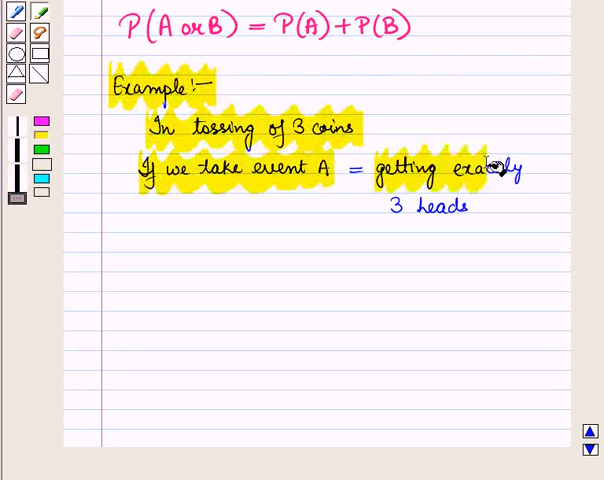 P(A or B) = P(A) + P(B)
Example :-
In tossing of 3 coins
If we take event A = getting exactly
3 heads